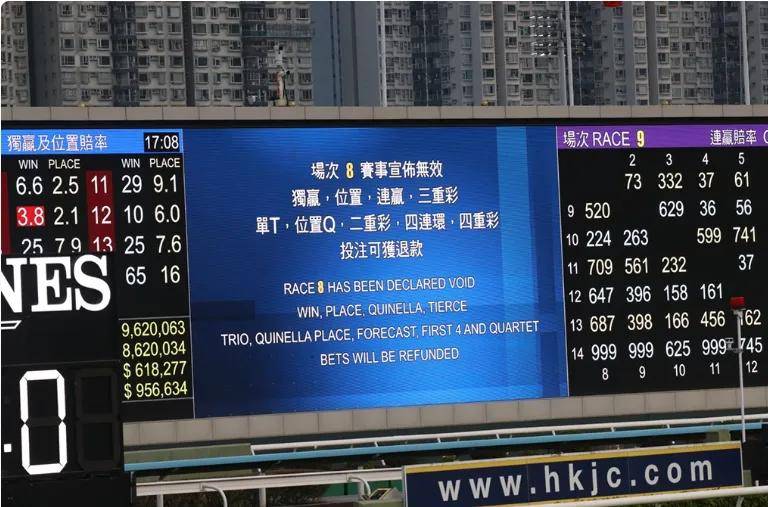 獨贏及位置賠率 17:08
WIN PLACE WIN PLACE
6.6 2.5 11 29 9.1
3.8 2.1 12 10 6.0
25 7.9 13 25 7.6
65 16
NES
9,620,063
8,620,034
$ 618,277
$ 956,634
.0
場次 8 賽事宣佈無效
獨贏，位置，連贏，三重彩
單T，位置Q，二重彩，四連環，四重彩
投注可獲退款
RACE 8 HAS BEEN DECLARED VOID
WIN, PLACE, QUINELLA, TIERCE
TRIO, QUINELLA PLACE, FORECAST, FIRST 4 AND QUARTET
BETS WILL BE REFUNDED
場次 RACE 9 連贏賠率
2 3 4 5
73 332 37 61
9 520 629 36 56
10 224 263 599 741
11 709 561 232 37
12 647 396 158 161
13 687 398 166 456 162
14 999 999 625 999 745
8 9 10 11 12
www.hkjc.com